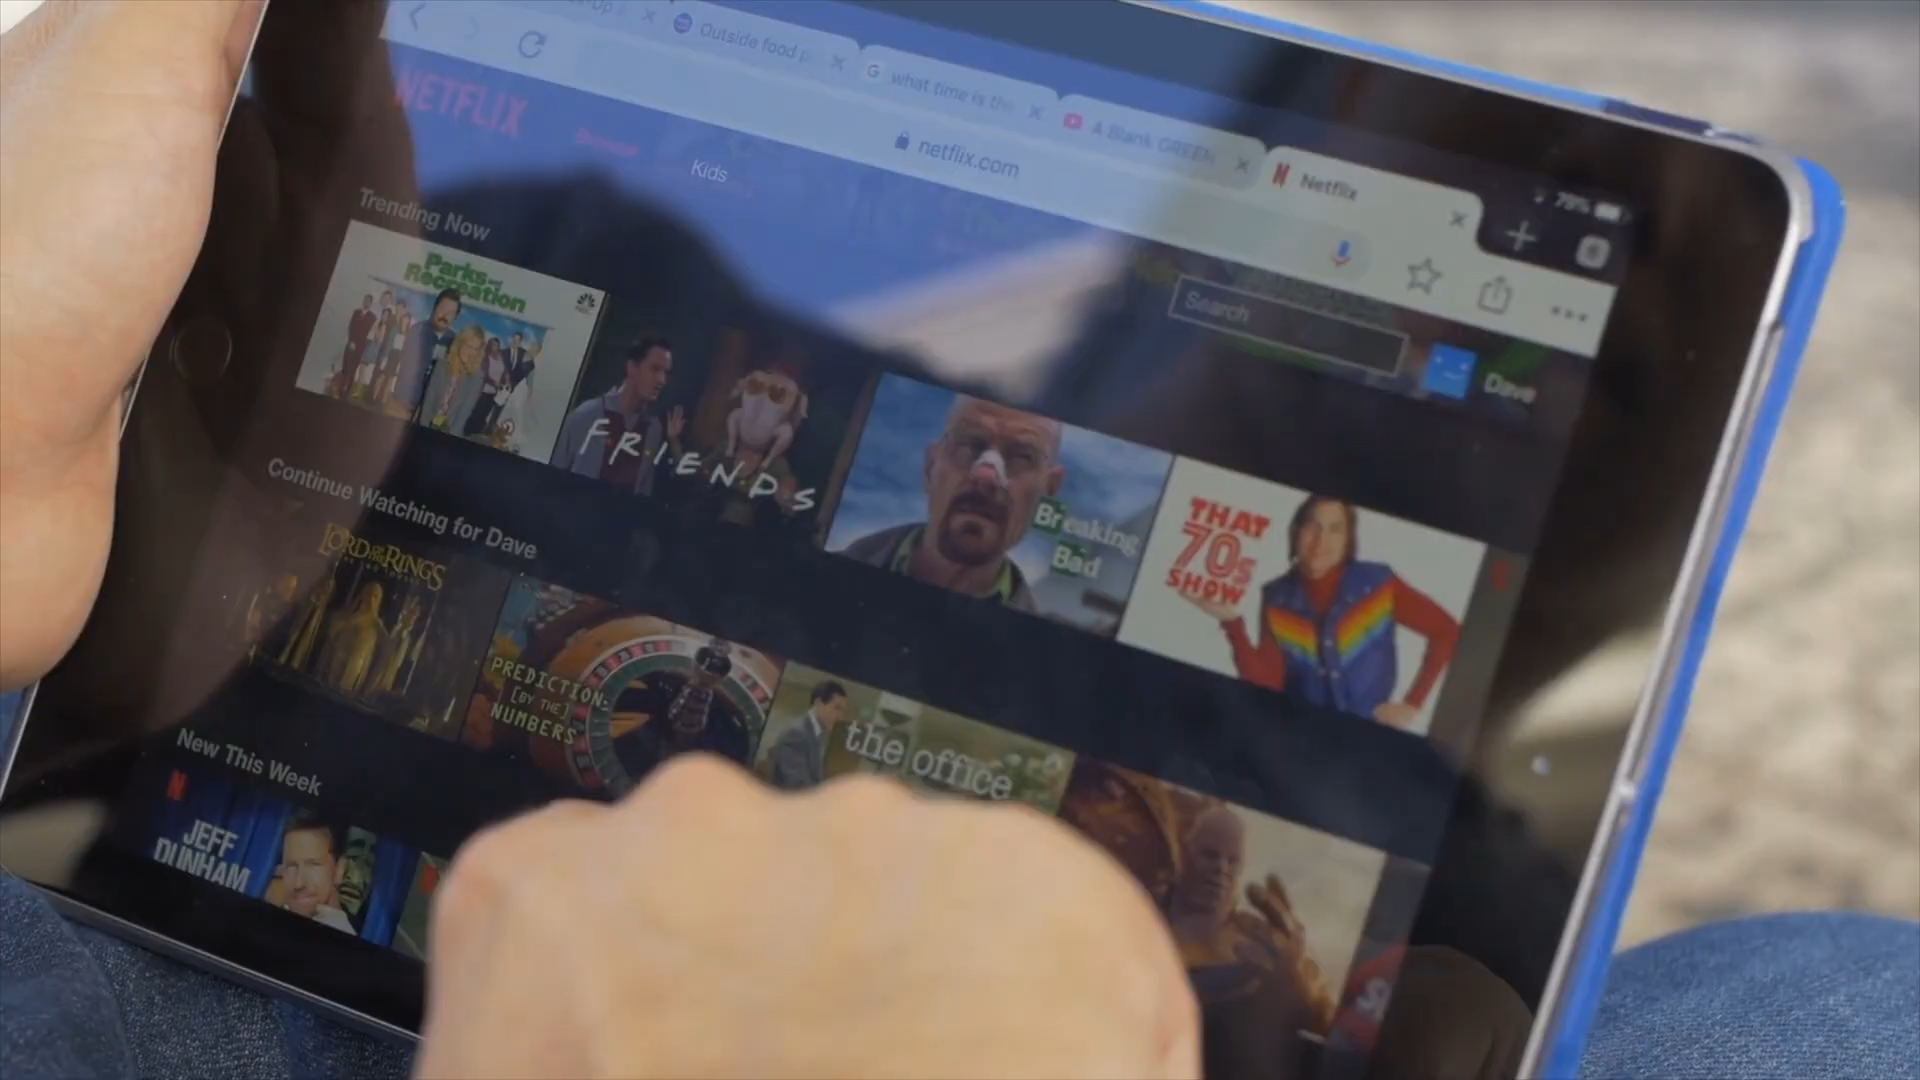 Outside food p
what time is the
A Blank GREEN
Netflix
79%
netflix.com
NETFLIX
Kids
Search
Dave
Trending Now
Parks and
Recreation
FRIENDS
Breaking
Bad
THAT
70s
SHOW
Continue Watching for Dave
LORD OF THE RINGS
PREDICTION
[BY THE]
NUMBERS
the office
New This Week
N
JEFF
DUNHAM